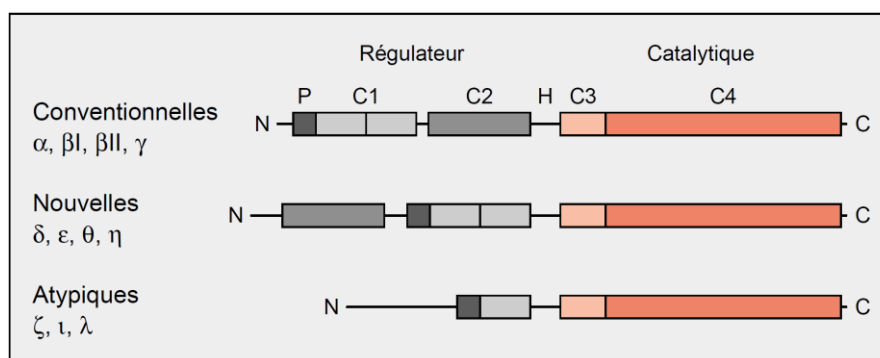 Régulateur Catalytique
P C1 C2 H C3 C4
Conventionnelles
N C
α, βI, βII, γ
Nouvelles
N C
δ, ε, θ, η
Atypiques
N C
ζ, ι, λ